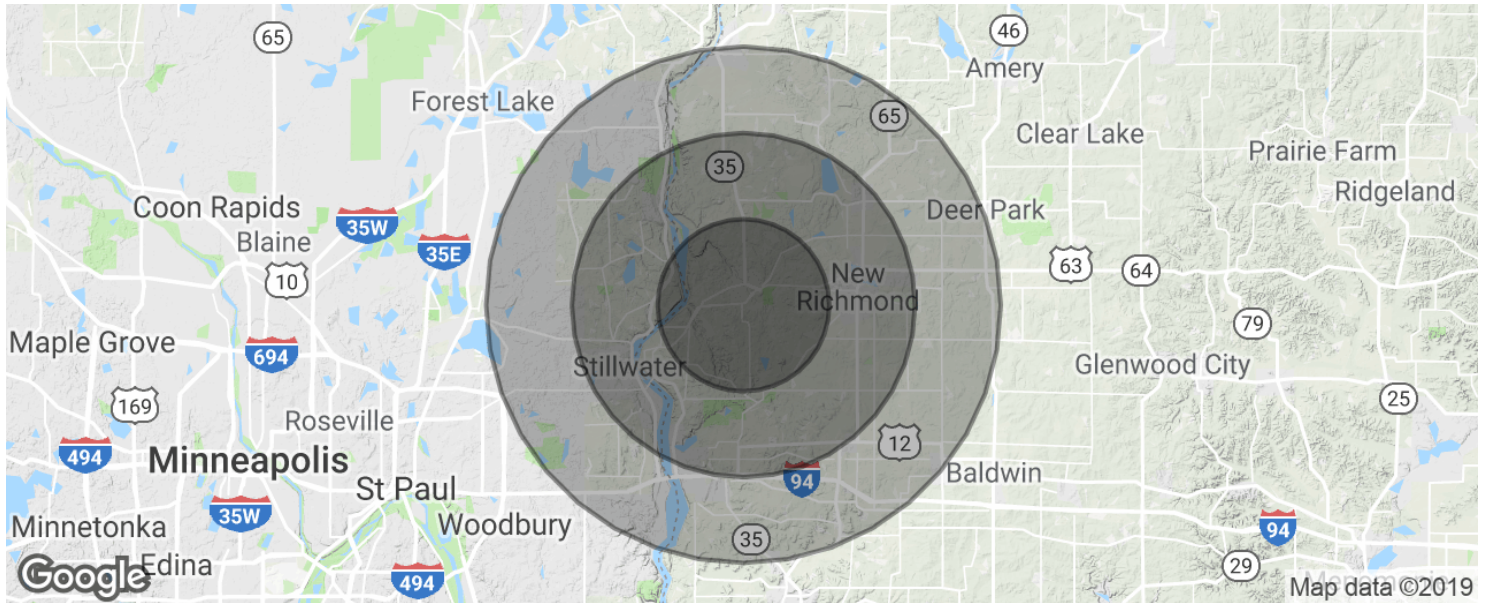 65
46
Amery
Forest Lake
65
Clear Lake
35
Prairie Farm
Ridgeland
Coon Rapids
35W
Deer Park
Blaine
35E
10
63
64
New
Richmond
79
Maple Grove
694
Stillwater
Glenwood City
169
25
Roseville
12
494
Minneapolis
94
Baldwin
St Paul
35W
Woodbury
Minnetonka
94
35
Edina
29
494
Google
Map data ©2019